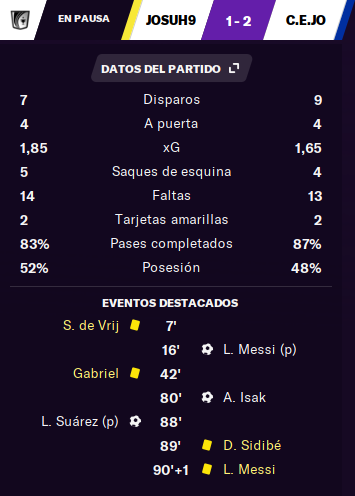 EN PAUSA JOSUH9 1 - 2 C.E.JO
DATOS DEL PARTIDO
7 Disparos 9
4 A puerta 4
1,85 xG 1,65
5 Saques de esquina 4
14 Faltas 13
2 Tarjetas amarillas 2
83% Pases completados 87%
52% Posesión 48%
EVENTOS DESTACADOS
S. de Vrij 7'
16' L. Messi (p)
Gabriel 42'
80' A. Isak
L. Suárez (p) 88'
89' D. Sidibé
90'+1 L. Messi